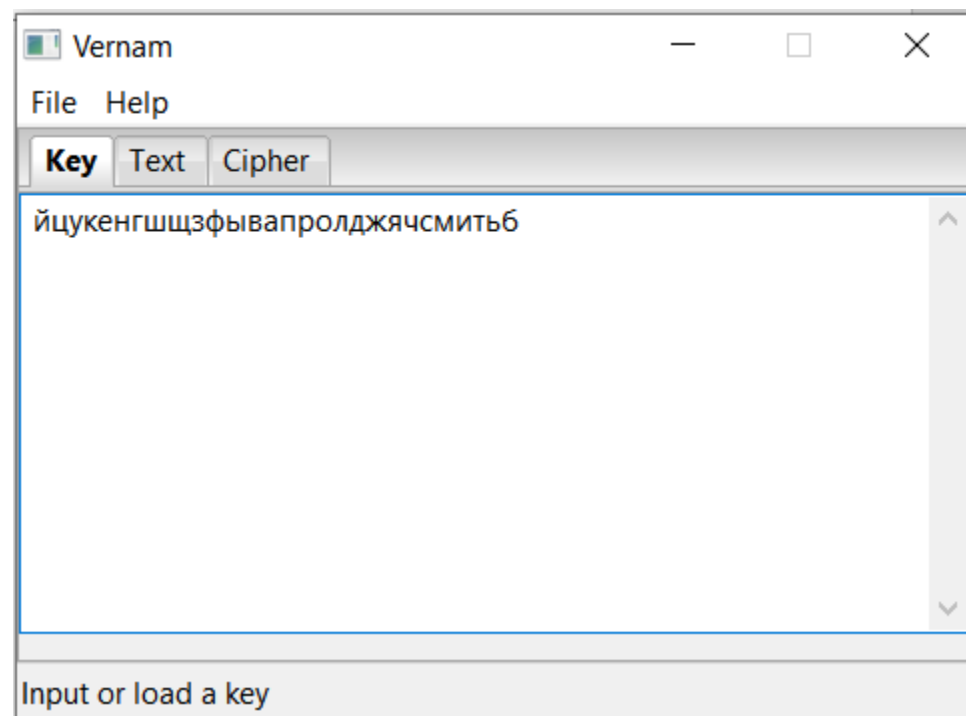 Vernam
File Help
Key Text Cipher
йцукенгшщзфывапролджячсмитьб
Input or load a key